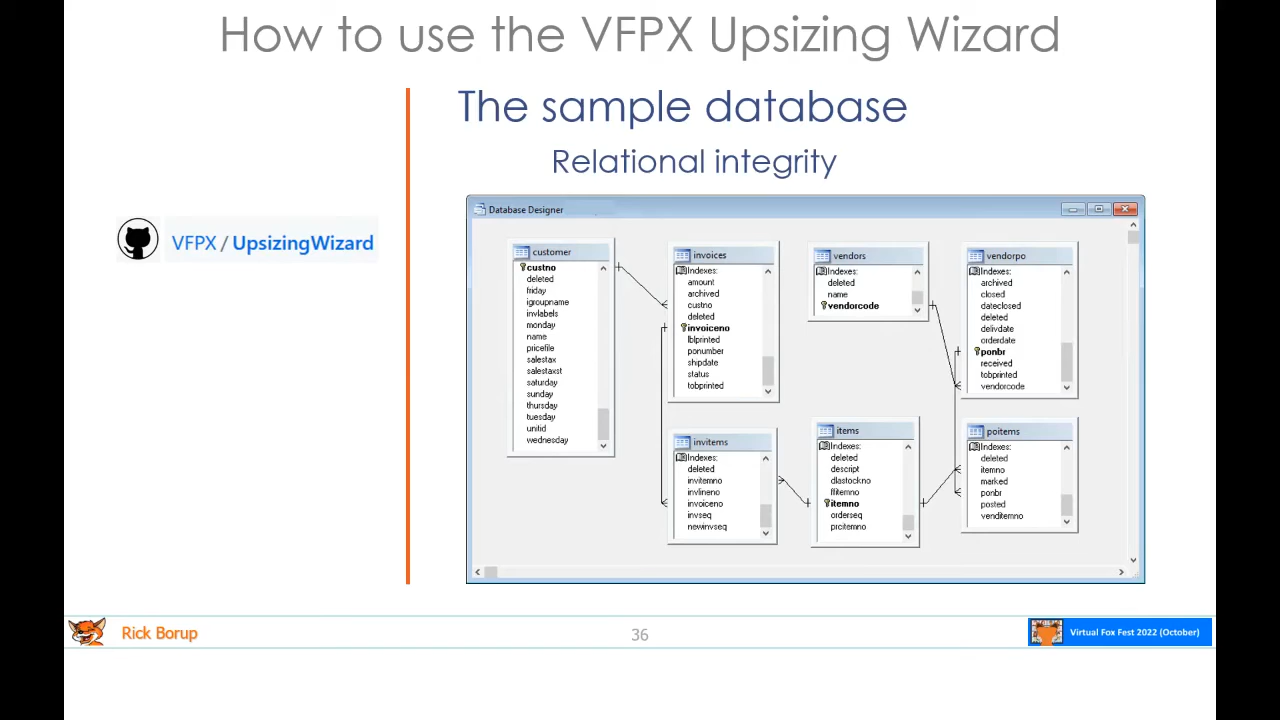 How to use the VFPX Upsizing Wizard
The sample database
Relational integrity
VFPX / UpsizingWizard
Database Designer
customer
custno
deleted
friday
igroupname
invlabels
monday
name
pricefile
salestax
salestaxst
saturday
sunday
thursday
tuesday
unitid
wednesday
invoices
Indexes:
amount
archived
custno
deleted
invoiceno
lblprinted
ponumber
shipdate
status
tobprinted
vendors
Indexes:
deleted
name
vendorcode
vendorpo
Indexes:
archived
closed
dateclosed
deleted
delivdate
orderdate
ponbr
received
tobprinted
vendorcode
invitems
Indexes:
deleted
invitemno
invlineno
invoiceno
invseq
newinvseq
items
Indexes:
deleted
descript
dlastockno
ffitemno
itemno
orderseq
prcitemno
poitems
Indexes:
deleted
itemno
marked
ponbr
posted
venditemno
Rick Borup
36
Virtual Fox Fest 2022 (October)